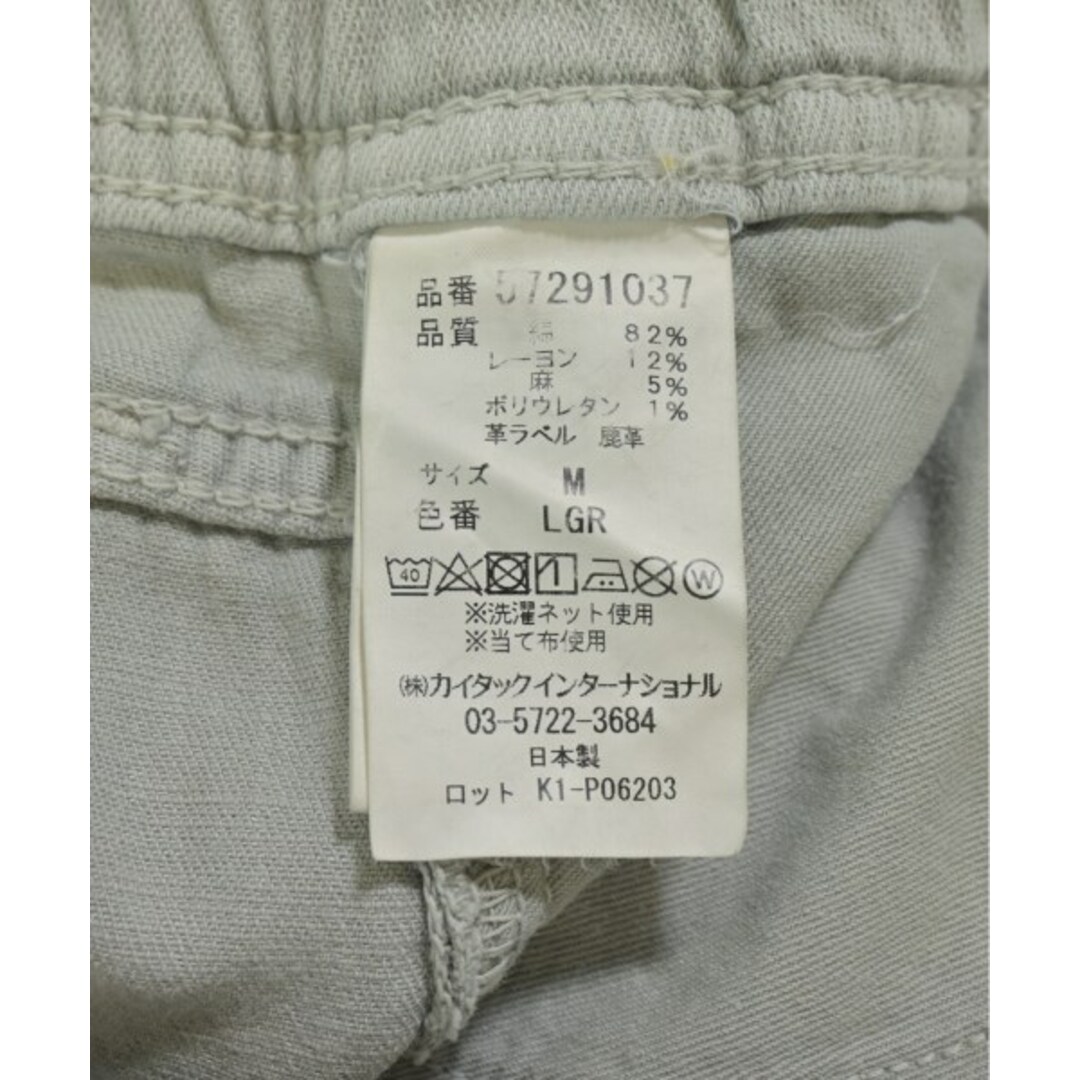 品番 57291037
品質 綿 82%
レーヨン 12%
麻 5%
ポリウレタン 1%
革ラベル 鹿革
サイズ M
色番 LGR
40 W
※洗濯ネット使用
※当て布使用
(株)カイタックインターナショナル
03-5722-3684
日本製
ロット K1-P06203